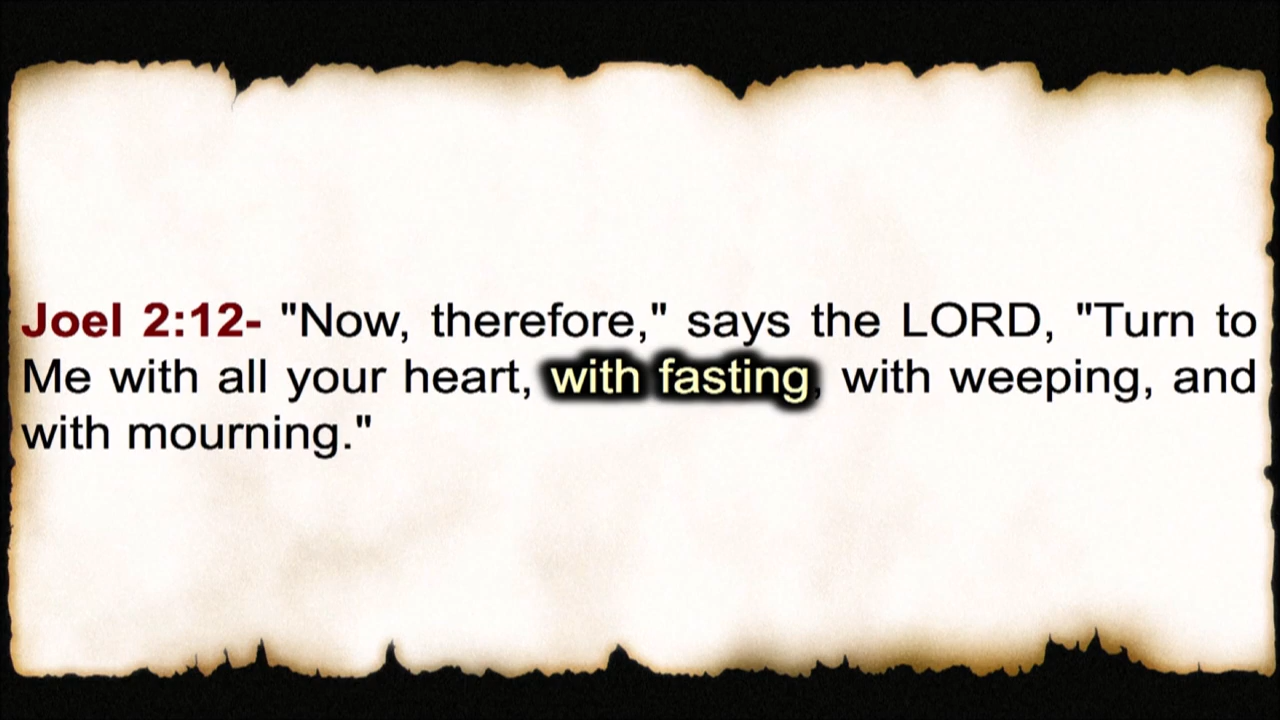 Joel 2:12- "Now, therefore," says the LORD, "Turn to
Me with all your heart, with fasting, with weeping, and
with mourning."